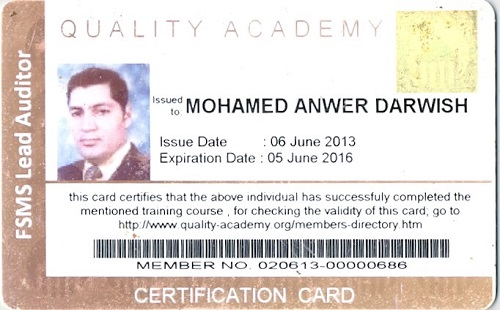 QUALITY ACADEMY
FSMS Lead Auditor
Issued to: MOHAMED ANWER DARWISH
Issue Date : 06 June 2013
Expiration Date : 05 June 2016
this card certifies that the above individual has successfully completed the
mentioned training course , for checking the validity of this card; go to
http://www.quality-academy org/members-directory.htm
MEMBER NO. 020613-00000686
CERTIFICATION CARD